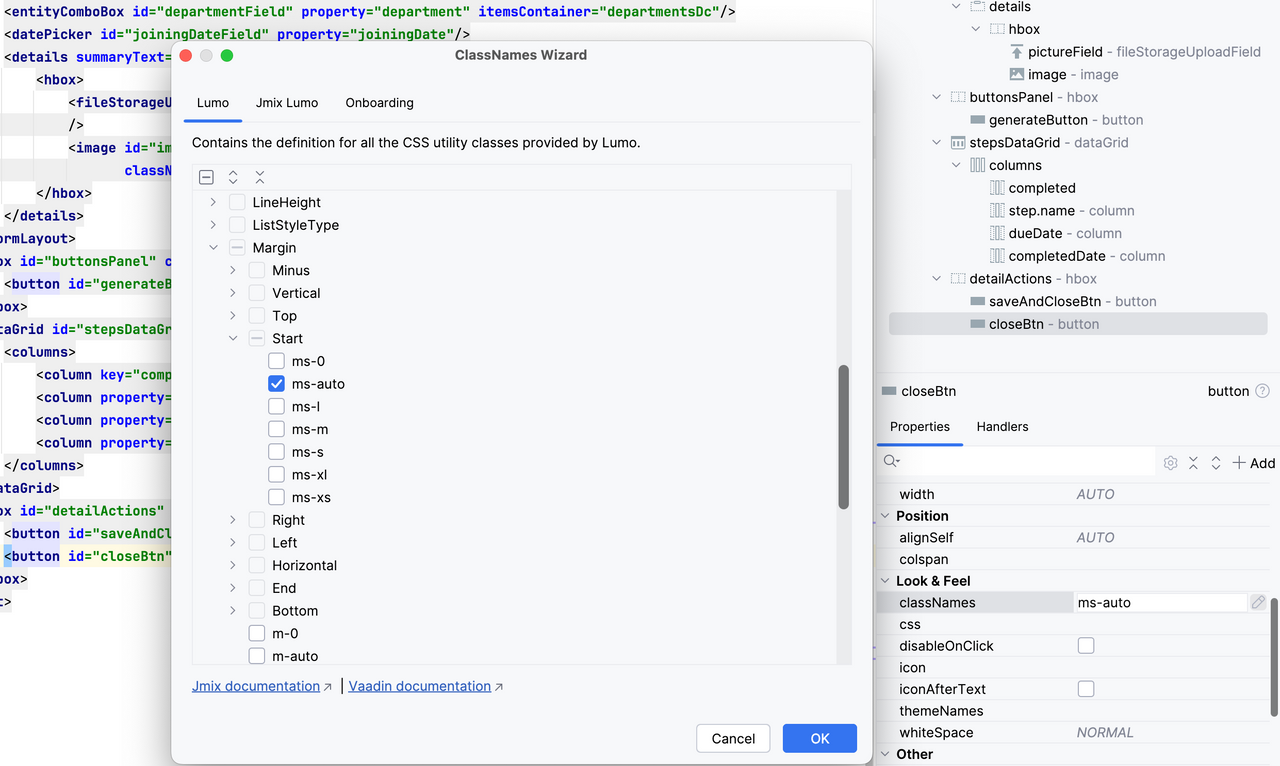 <entityComboBox id="departmentField" property="department" itemsContainer="departmentsDc"/>
<datePicker id="joiningDateField" property="joiningDate"/>
<details summaryText=
<hbox>
<fileStorageU
/>
<image id="im
classN
</hbox>
</details>
ormLayout>
ox id="buttonsPanel" c
<button id="generateB
box>
taGrid id="stepsDataGr
<columns>
<column key="comp
<column property=
<column property=
<column property=
</columns>
ataGrid>
ox id="detailActions"
<button id="saveAndCl
<button id="closeBtn"
box>
t>
ClassNames Wizard
Lumo
Jmix Lumo
Onboarding
Contains the definition for all the CSS utility classes provided by Lumo.
LineHeight
ListStyleType
Margin
Minus
Vertical
Top
Start
ms-0
ms-auto
ms-l
ms-m
ms-s
ms-xl
ms-xs
Right
Left
Horizontal
End
Bottom
m-0
m-auto
Jmix documentation ↗ | Vaadin documentation ↗
Cancel
OK
details
hbox
pictureField - fileStorageUploadField
image - image
buttonsPanel - hbox
generateButton - button
stepsDataGrid - dataGrid
columns
completed
step.name - column
dueDate - column
completedDate - column
detailActions - hbox
saveAndCloseBtn - button
closeBtn - button
closeBtn button ?
Properties Handlers
+ Add
width AUTO
Position
alignSelf AUTO
colspan
Look & Feel
classNames ms-auto
css
disableOnClick
icon
iconAfterText
themeNames
whiteSpace NORMAL
Other